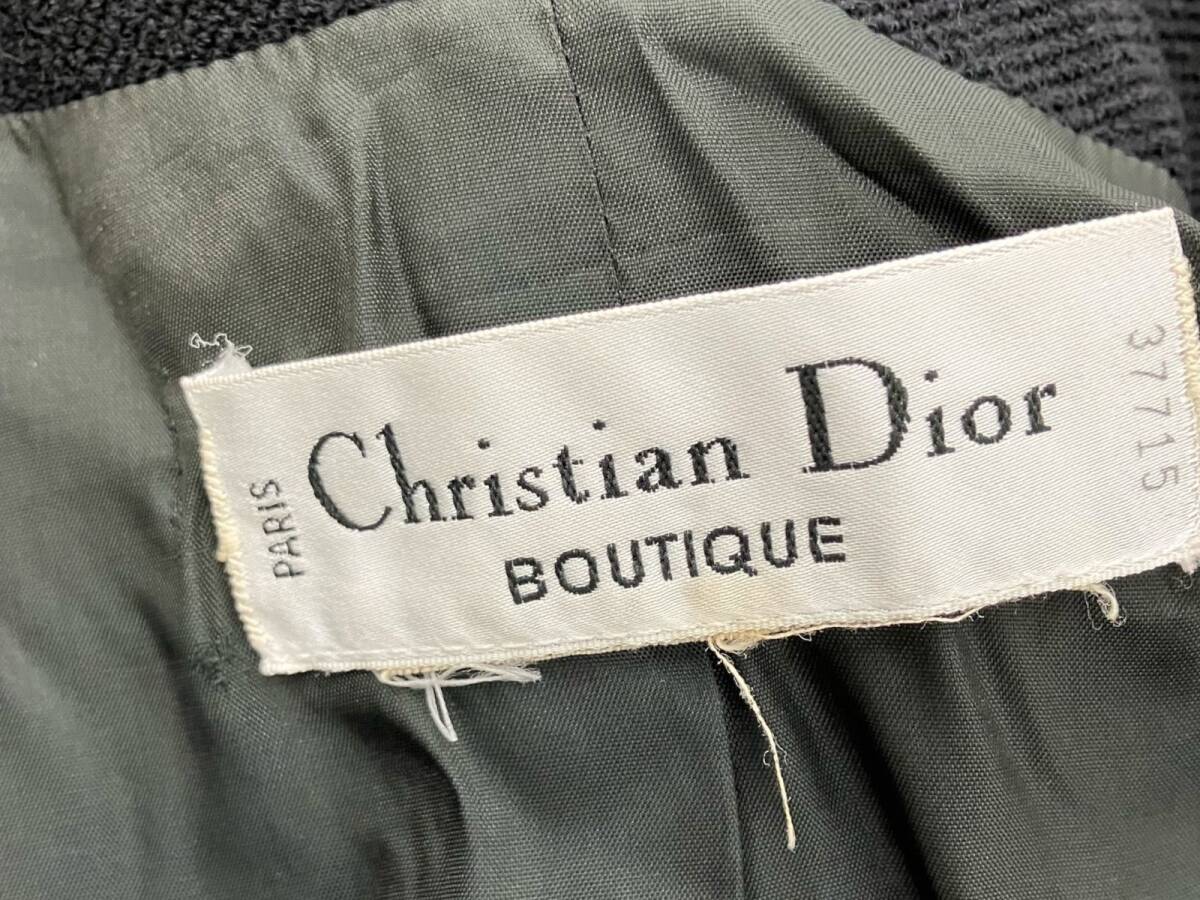 PARIS
Christian Dior
BOUTIQUE
37715